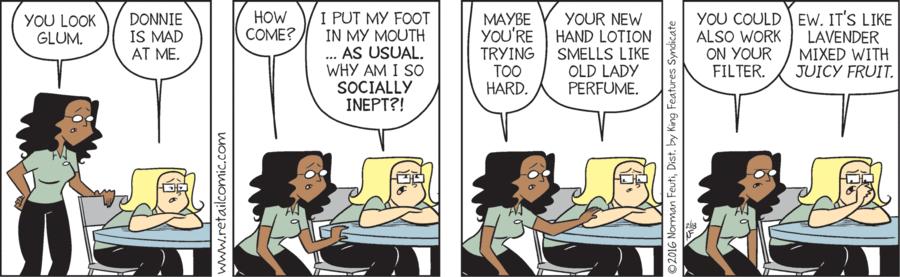 YOU LOOK
GLUM.
DONNIE
IS MAD
AT ME.
www.retailcomic.com
HOW
COME?
I PUT MY FOOT
IN MY MOUTH
... AS USUAL.
WHY AM I SO
SOCIALLY
INEPT?!
MAYBE
YOU'RE
TRYING
TOO
HARD.
YOUR NEW
HAND LOTION
SMELLS LIKE
OLD LADY
PERFUME.
©2016 Norman Feuti, Dist. by King Features Syndicate
YOU COULD
ALSO WORK
ON YOUR
FILTER.
EW. IT'S LIKE
LAVENDER
MIXED WITH
JUICY FRUIT.
NF